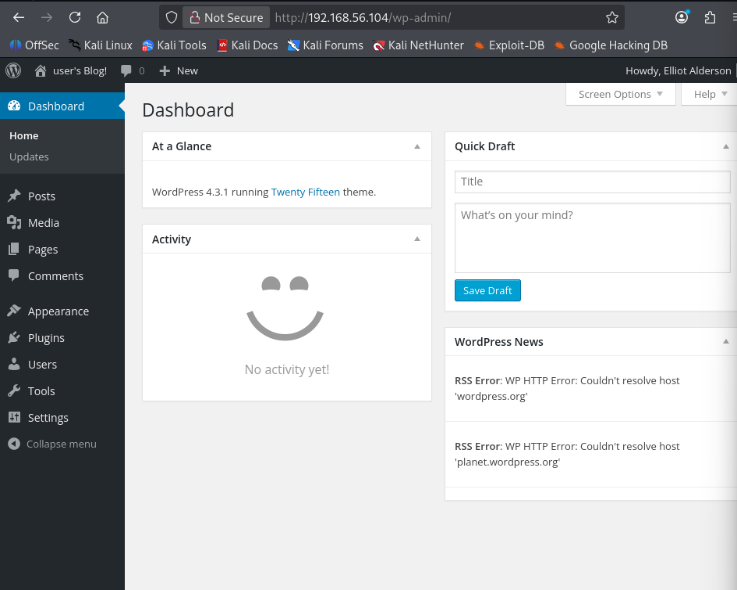 Not Secure http://192.168.56.104/wp-admin/
OffSec Kali Linux Kali Tools Kali Docs Kali Forums Kali NetHunter Exploit-DB Google Hacking DB
user's Blog! 0 New Howdy, Elliot Alderson
Screen Options Help
Dashboard
Home
Updates
Posts
Media
Pages
Comments
Appearance
Plugins
Users
Tools
Settings
Collapse menu
Dashboard
At a Glance
WordPress 4.3.1 running Twenty Fifteen theme.
Activity
No activity yet!
Quick Draft
Title
What's on your mind?
Save Draft
WordPress News
RSS Error: WP HTTP Error: Couldn't resolve host
'wordpress.org'
RSS Error: WP HTTP Error: Couldn't resolve host
'planet.wordpress.org'